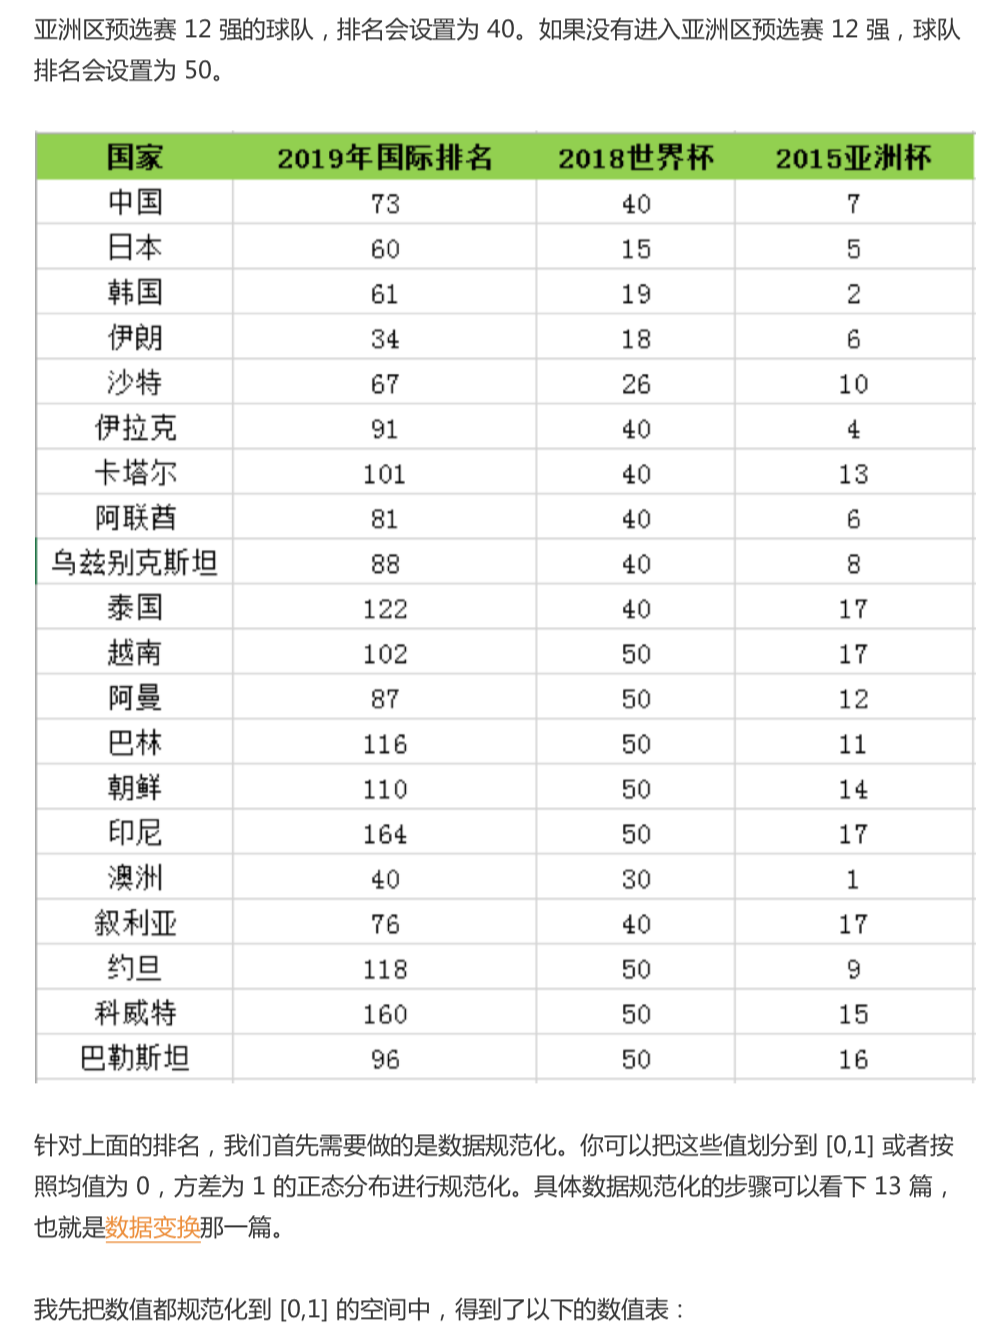 亚洲区预选赛 12 强的球队，排名会设置为 40。如果没有进入亚洲区预选赛 12 强，球队
排名会设置为 50。
国家 2019年国际排名 2018世界杯 2015亚洲杯
中国 73 40 7
日本 60 15 5
韩国 61 19 2
伊朗 34 18 6
沙特 67 26 10
伊拉克 91 40 4
卡塔尔 101 40 13
阿联酋 81 40 6
乌兹别克斯坦 88 40 8
泰国 122 40 17
越南 102 50 17
阿曼 87 50 12
巴林 116 50 11
朝鲜 110 50 14
印尼 164 50 17
澳洲 40 30 1
叙利亚 76 40 17
约旦 118 50 9
科威特 160 50 15
巴勒斯坦 96 50 16
针对上面的排名，我们首先需要做的是数据规范化。你可以把这些值划分到 [0,1] 或者按
照均值为 0，方差为 1 的正态分布进行规范化。具体数据规范化的步骤可以看下 13 篇，
也就是数据变换那一篇。
我先把数值都规范化到 [0,1] 的空间中，得到了以下的数值表：